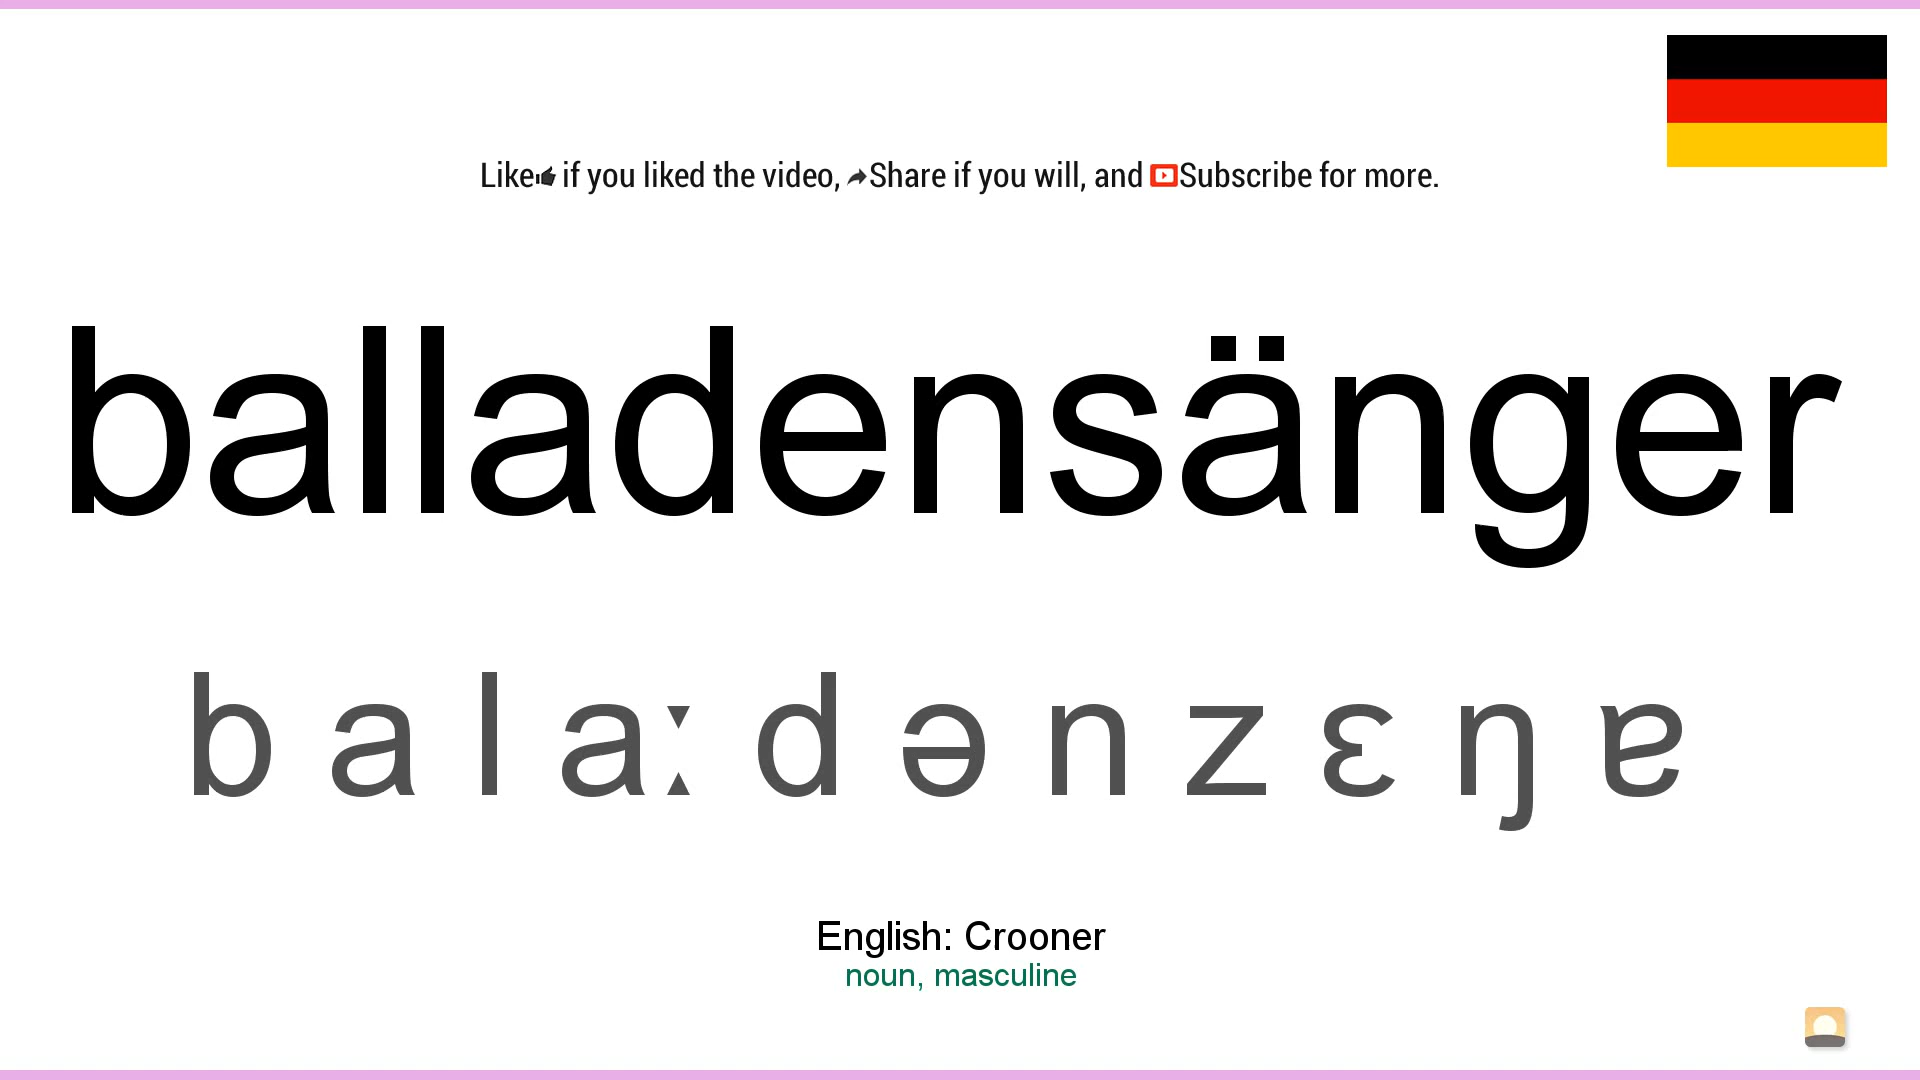 Like if you liked the video, Share if you will, and Subscribe for more.
balladensänger
b a l aː d ə n z ɛ ŋ ɐ
English: Crooner
noun, masculine